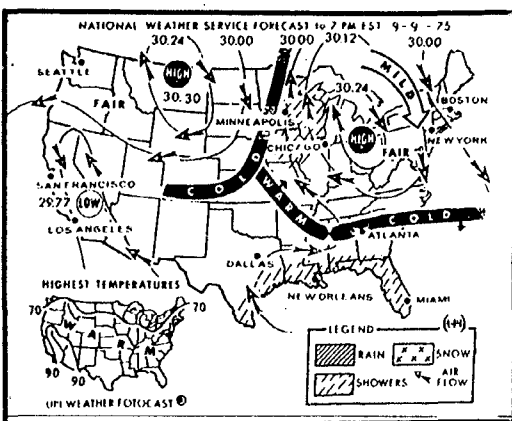 NATIONAL WEATHER SERVICE FORECAST to 7 PM EST 9-9-75
30.24 30.00 30.00 30.12 30.00
SEATTLE
HIGH
30.30
FAIR
MINNEAPOLIS
30.24
MILD
BOSTON
CHICAGO
HIGH
FAIR
NEW YORK
COLD
WARM
SAN FRANCISCO
29.77
LOW
LOS ANGELES
COLD
ATLANTA
DALLAS
NEW ORLEANS
MIAMI
HIGHEST TEMPERATURES
70 70
WARM
90 90
UPI WEATHER FOTOCAST ©
LEGEND
RAIN
SNOW
SHOWERS
AIR FLOW